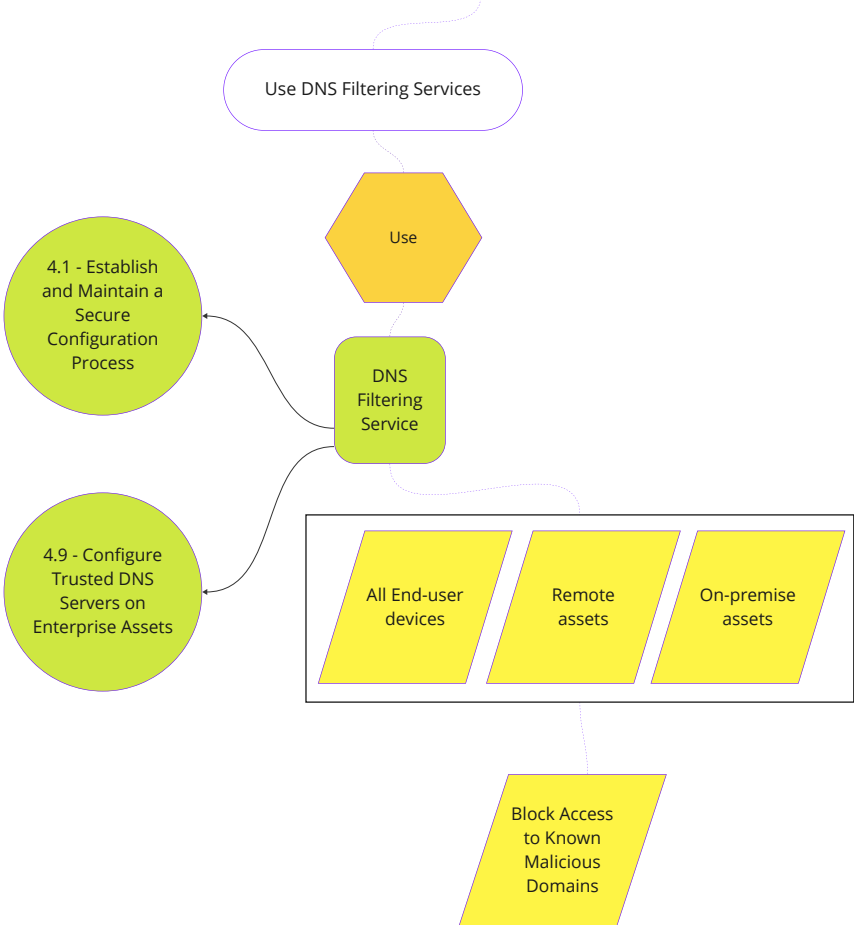 Use DNS Filtering Services
Use
4.1 - Establish
and Maintain a
Secure
Configuration
Process
DNS
Filtering
Service
4.9 - Configure
Trusted DNS
Servers on
Enterprise Assets
All End-user
devices
Remote
assets
On-premise
assets
Block Access
to Known
Malicious
Domains